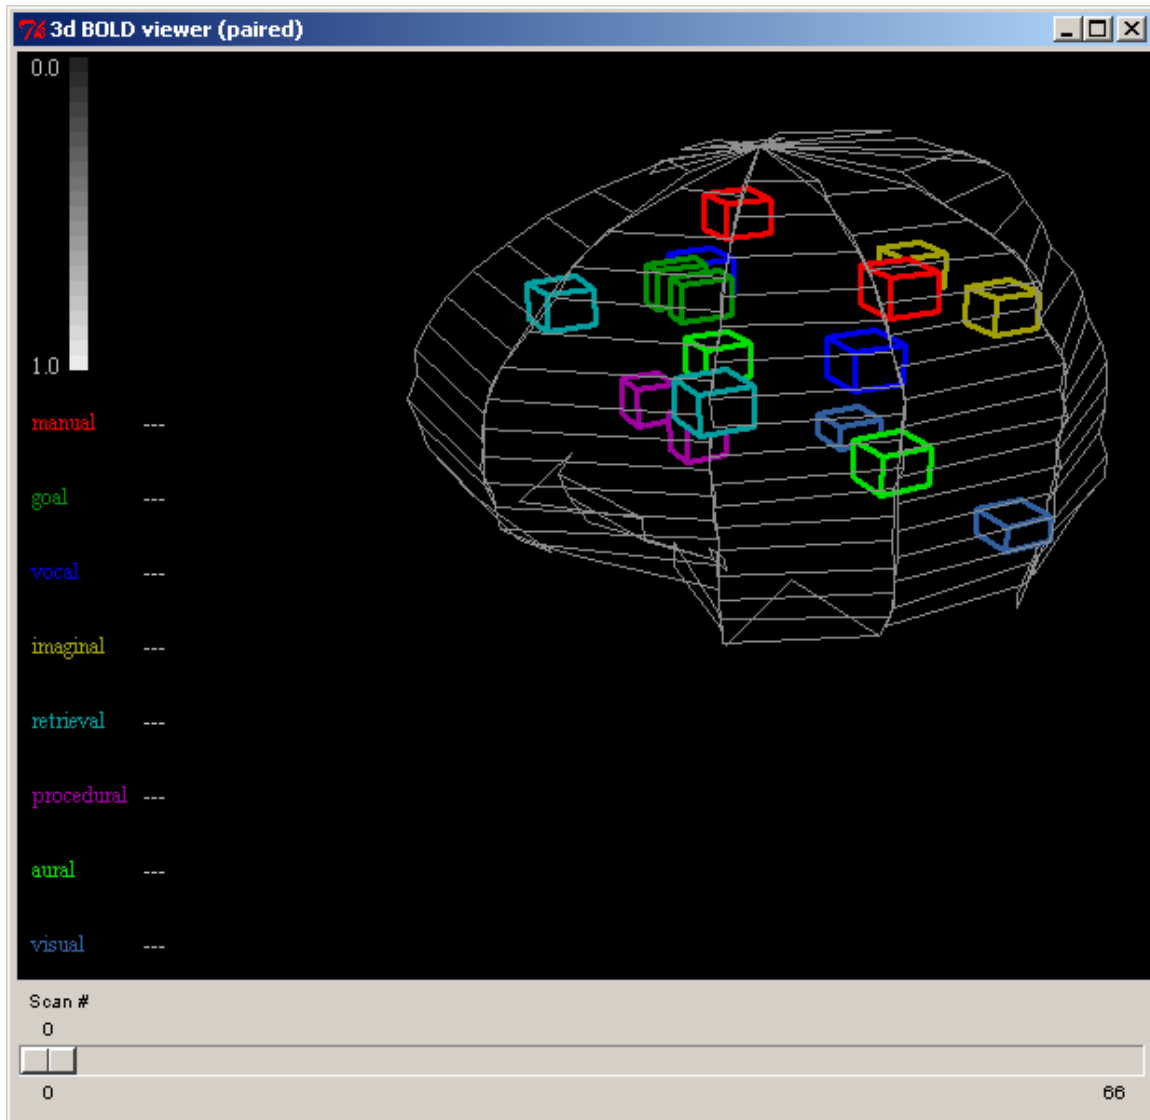 3d BOLD viewer (paired)
0.0
1.0
manual ---
goal ---
vocal ---
imaginal ---
retrieval ---
procedural ---
aural ---
visual ---
Scan #
0
0 66